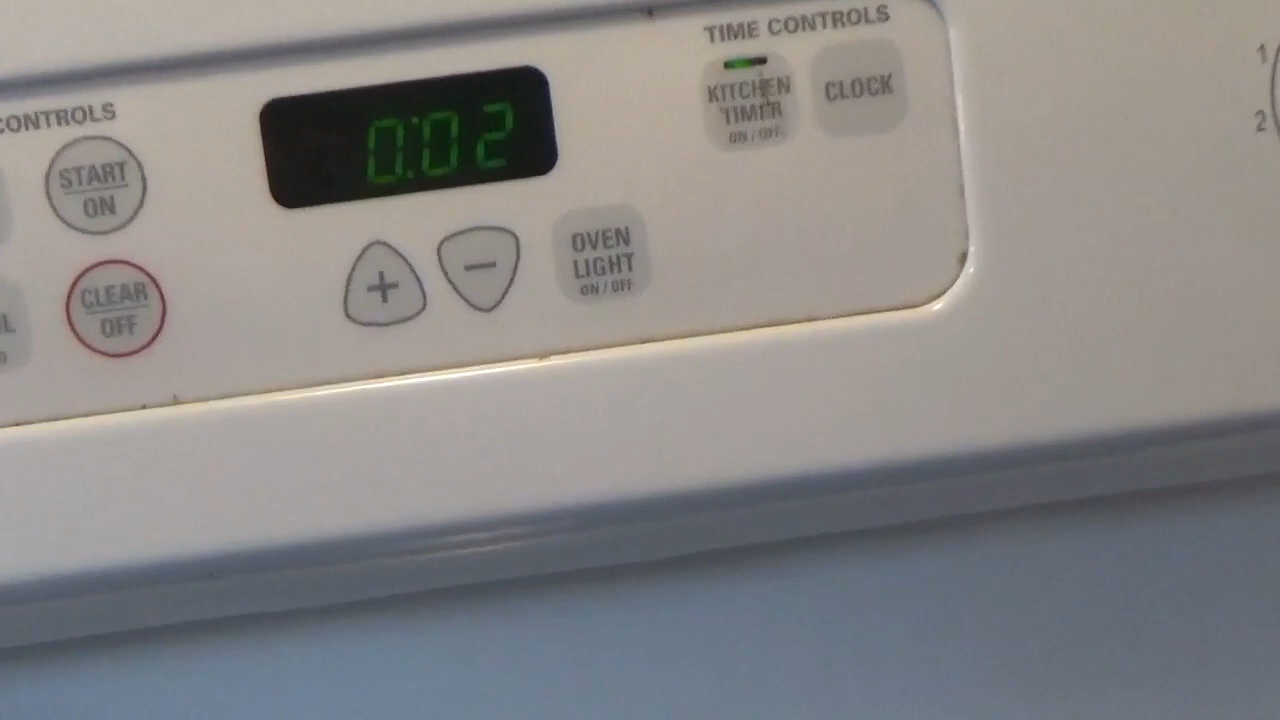 TIME CONTROLS
CONTROLS
START
ON
0:02
KITCHEN
TIMER
ON / OFF
CLOCK
1
2
CLEAR
OFF
+
−
OVEN
LIGHT
ON / OFF
L